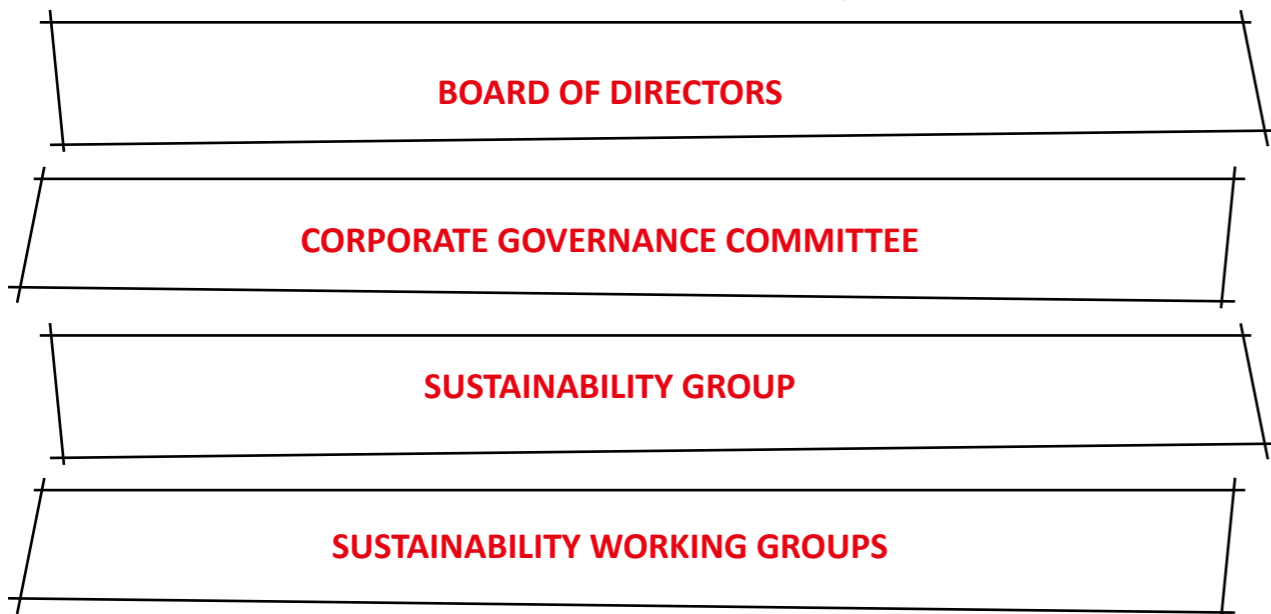 BOARD OF DIRECTORS
CORPORATE GOVERNANCE COMMITTEE
SUSTAINABILITY GROUP
SUSTAINABILITY WORKING GROUPS